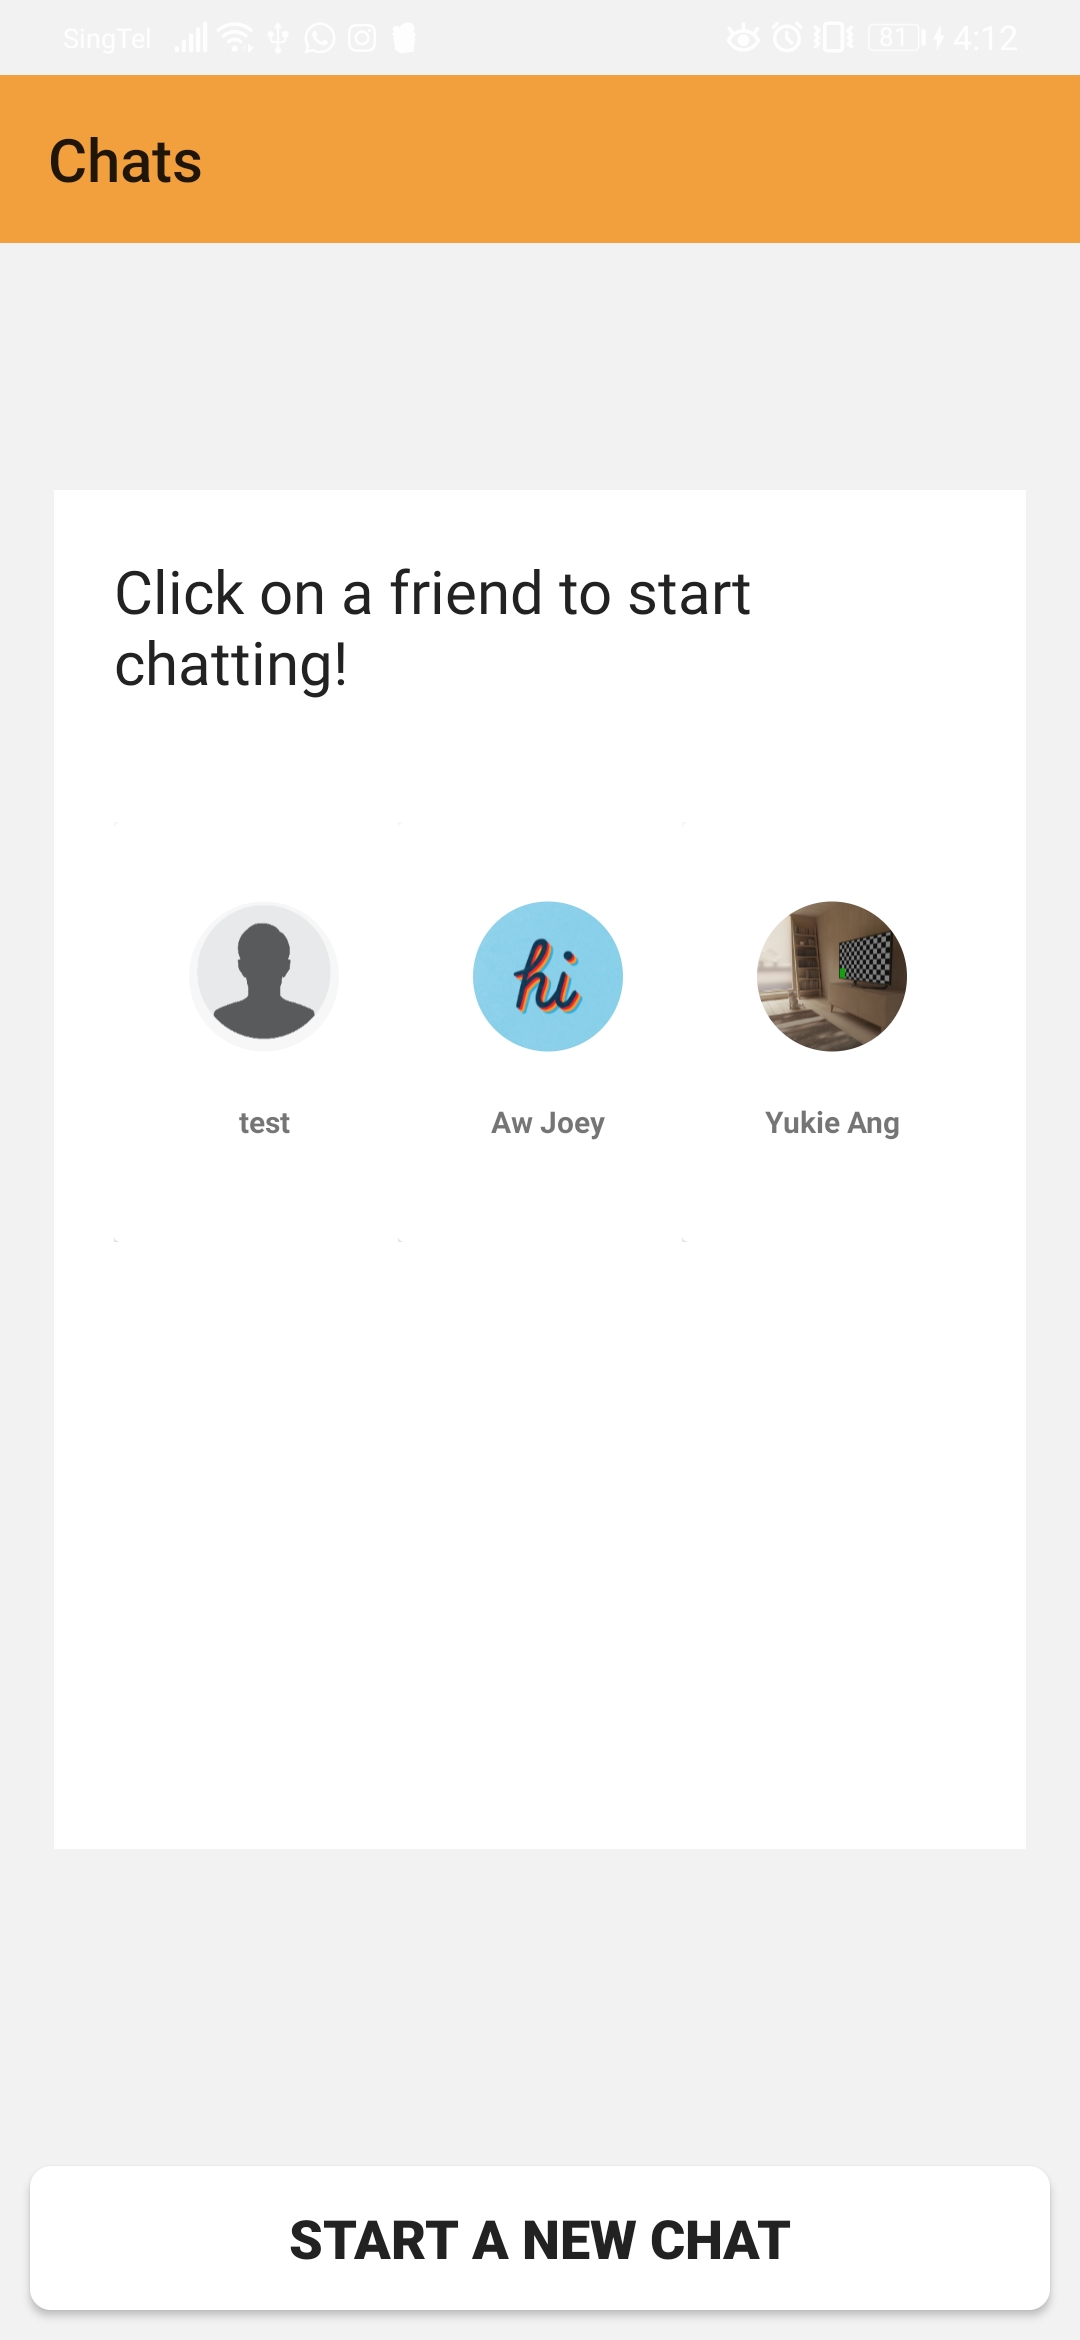 SingTel 81 4:12
Chats
Click on a friend to start
chatting!
hi
test Aw Joey Yukie Ang
START A NEW CHAT